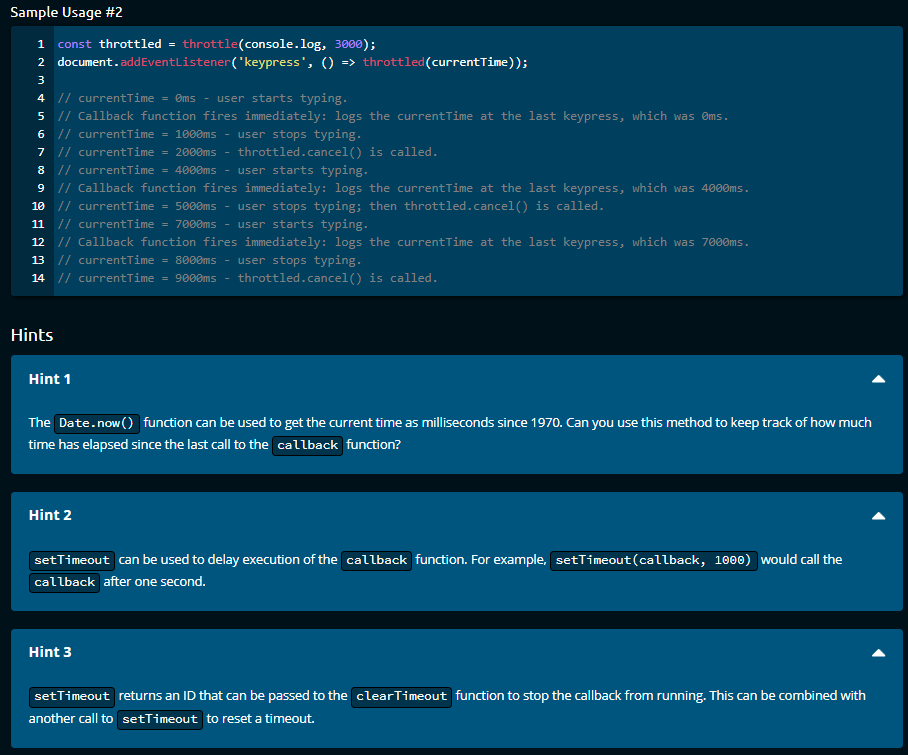 Sample Usage #2
1 const throttled = throttle(console.log, 3000);
2 document.addEventListener('keypress', () => throttled(currentTime));
3
4 // currentTime = 0ms - user starts typing.
5 // Callback function fires immediately: logs the currentTime at the last keypress, which was 0ms.
6 // currentTime = 1000ms - user stops typing.
7 // currentTime = 2000ms - throttled.cancel() is called.
8 // currentTime = 4000ms - user starts typing.
9 // Callback function fires immediately: logs the currentTime at the last keypress, which was 4000ms.
10 // currentTime = 5000ms - user stops typing; then throttled.cancel() is called.
11 // currentTime = 7000ms - user starts typing.
12 // Callback function fires immediately: logs the currentTime at the last keypress, which was 7000ms.
13 // currentTime = 8000ms - user stops typing.
14 // currentTime = 9000ms - throttled.cancel() is called.
Hints
Hint 1
The Date.now() function can be used to get the current time as milliseconds since 1970. Can you use this method to keep track of how much
time has elapsed since the last call to the callback function?
Hint 2
setTimeout can be used to delay execution of the callback function. For example, setTimeout(callback, 1000) would call the
callback after one second.
Hint 3
setTimeout returns an ID that can be passed to the clearTimeout function to stop the callback from running. This can be combined with
another call to setTimeout to reset a timeout.